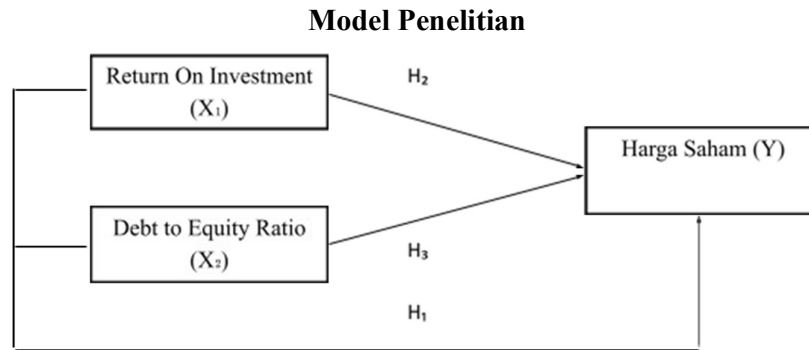 Model Penelitian
Return On Investment
(X₁)
H₂
Harga Saham (Y)
Debt to Equity Ratio
(X₂)
H₃
H₁